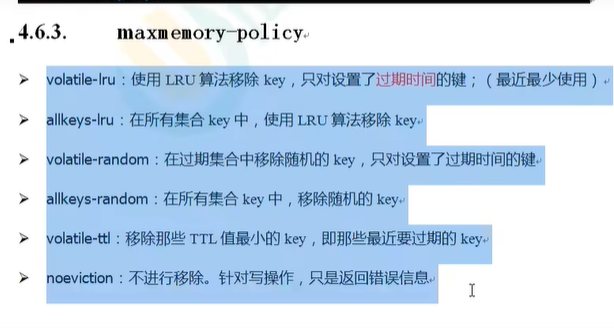 4.6.3. maxmemory-policy
➢ volatile-lru：使用 LRU 算法移除 key，只对设置了过期时间的键；（最近最少使用）
➢ allkeys-lru：在所有集合 key 中，使用 LRU 算法移除 key
➢ volatile-random：在过期集合中移除随机的 key，只对设置了过期时间的键
➢ allkeys-random：在所有集合 key 中，移除随机的 key
➢ volatile-ttl：移除那些 TTL 值最小的 key，即那些最近要过期的 key
➢ noeviction：不进行移除。针对写操作，只是返回错误信息